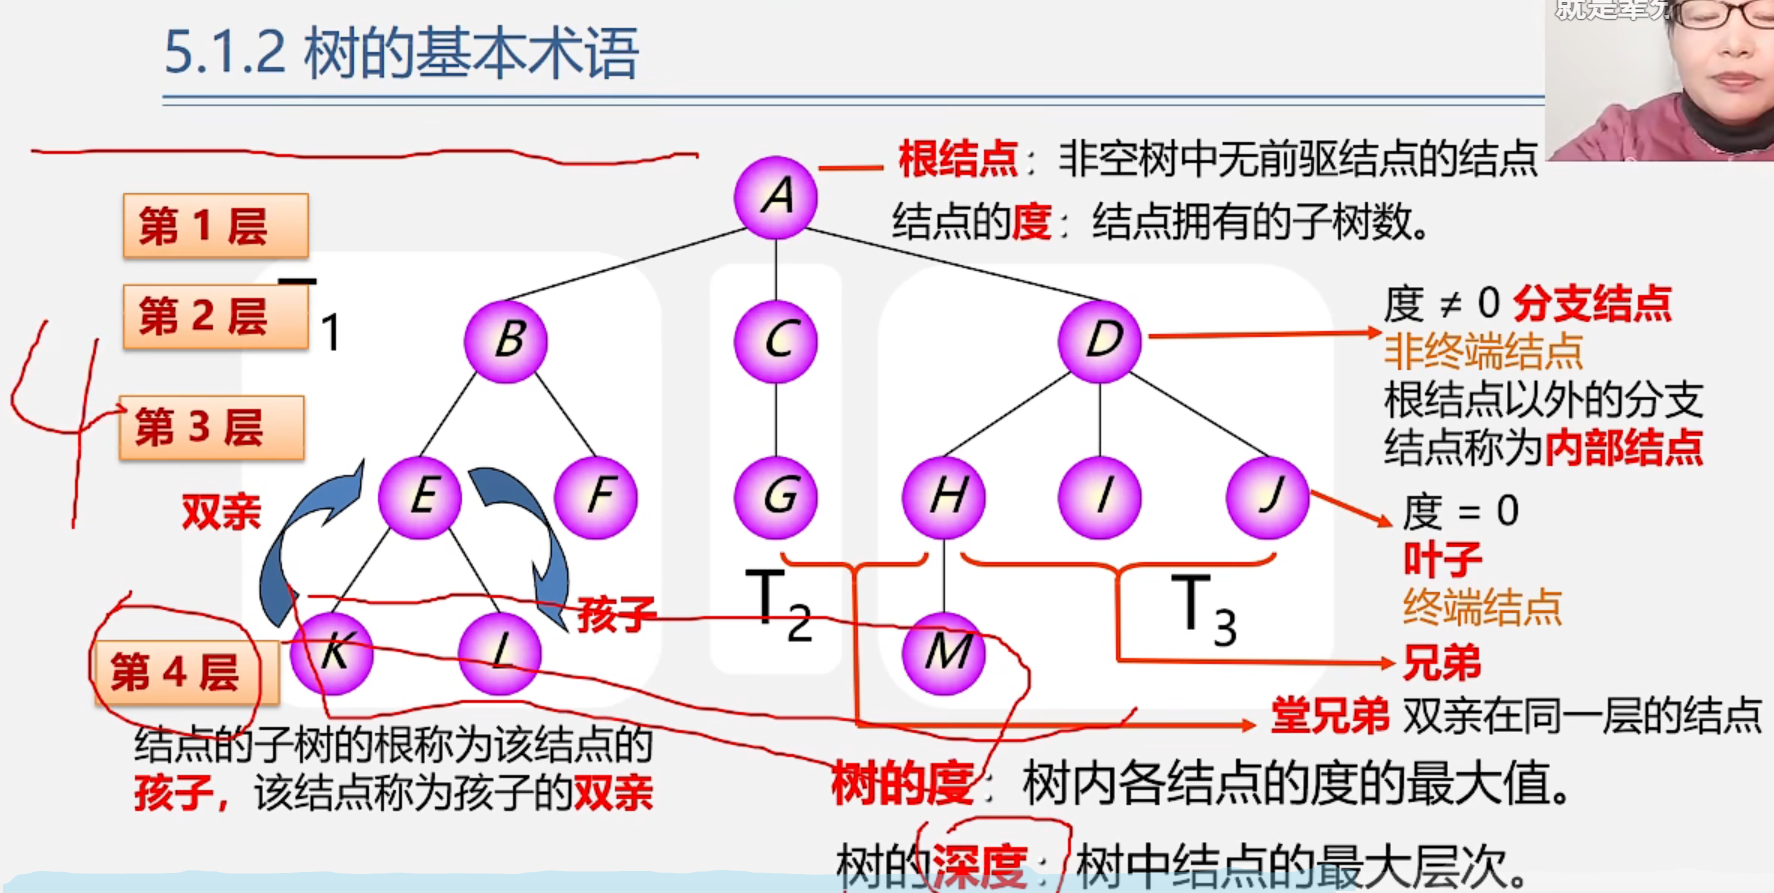 就是辈分
5.1.2 树的基本术语
根结点：非空树中无前驱结点的结点
结点的度：结点拥有的子树数。
第 1 层
第 2 层
第 3 层
第 4 层
1
4
A
B
C
D
E
F
G
H
I
J
K
L
M
度 ≠ 0 分支结点
非终端结点
根结点以外的分支
结点称为内部结点
双亲
孩子
T2
T3
度 = 0
叶子
终端结点
兄弟
堂兄弟 双亲在同一层的结点
结点的子树的根称为该结点的
孩子，该结点称为孩子的双亲
树的度：树内各结点的度的最大值。
树的深度：树中结点的最大层次。